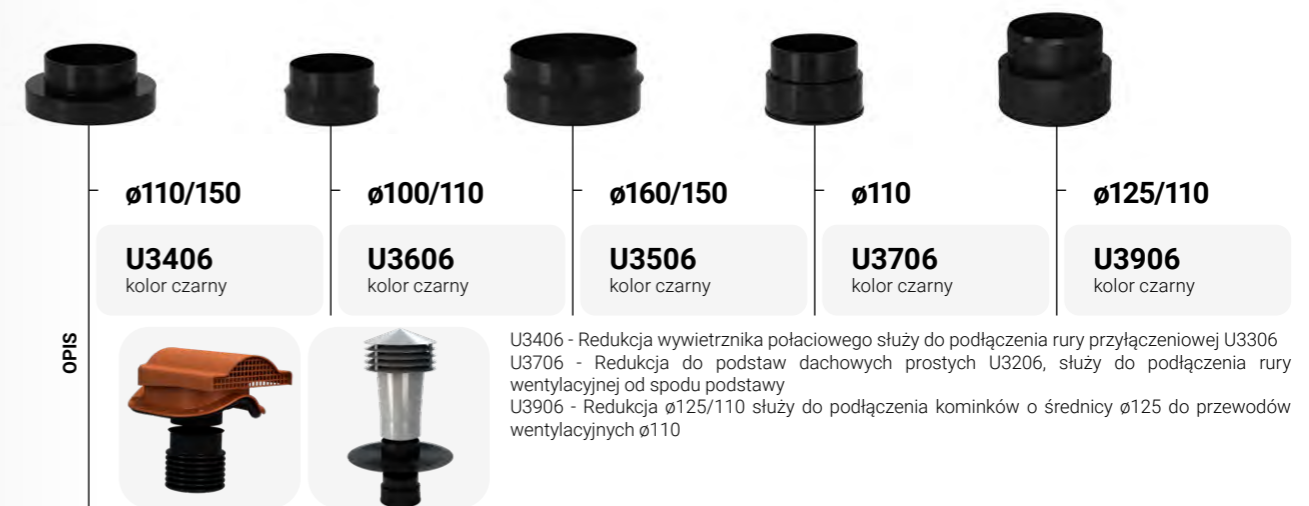 ø110/150
ø100/110
ø160/150
ø110
ø125/110
U3406
kolor czarny
U3606
kolor czarny
U3506
kolor czarny
U3706
kolor czarny
U3906
kolor czarny
OPIS
U3406 - Redukcja wywietrznika połaciowego służy do podłączenia rury przyłączeniowej U3306
U3706 - Redukcja do podstaw dachowych prostych U3206, służy do podłączenia rury
wentylacyjnej od spodu podstawy
U3906 - Redukcja ø125/110 służy do podłączenia kominków o średnicy ø125 do przewodów
wentylacyjnych ø110